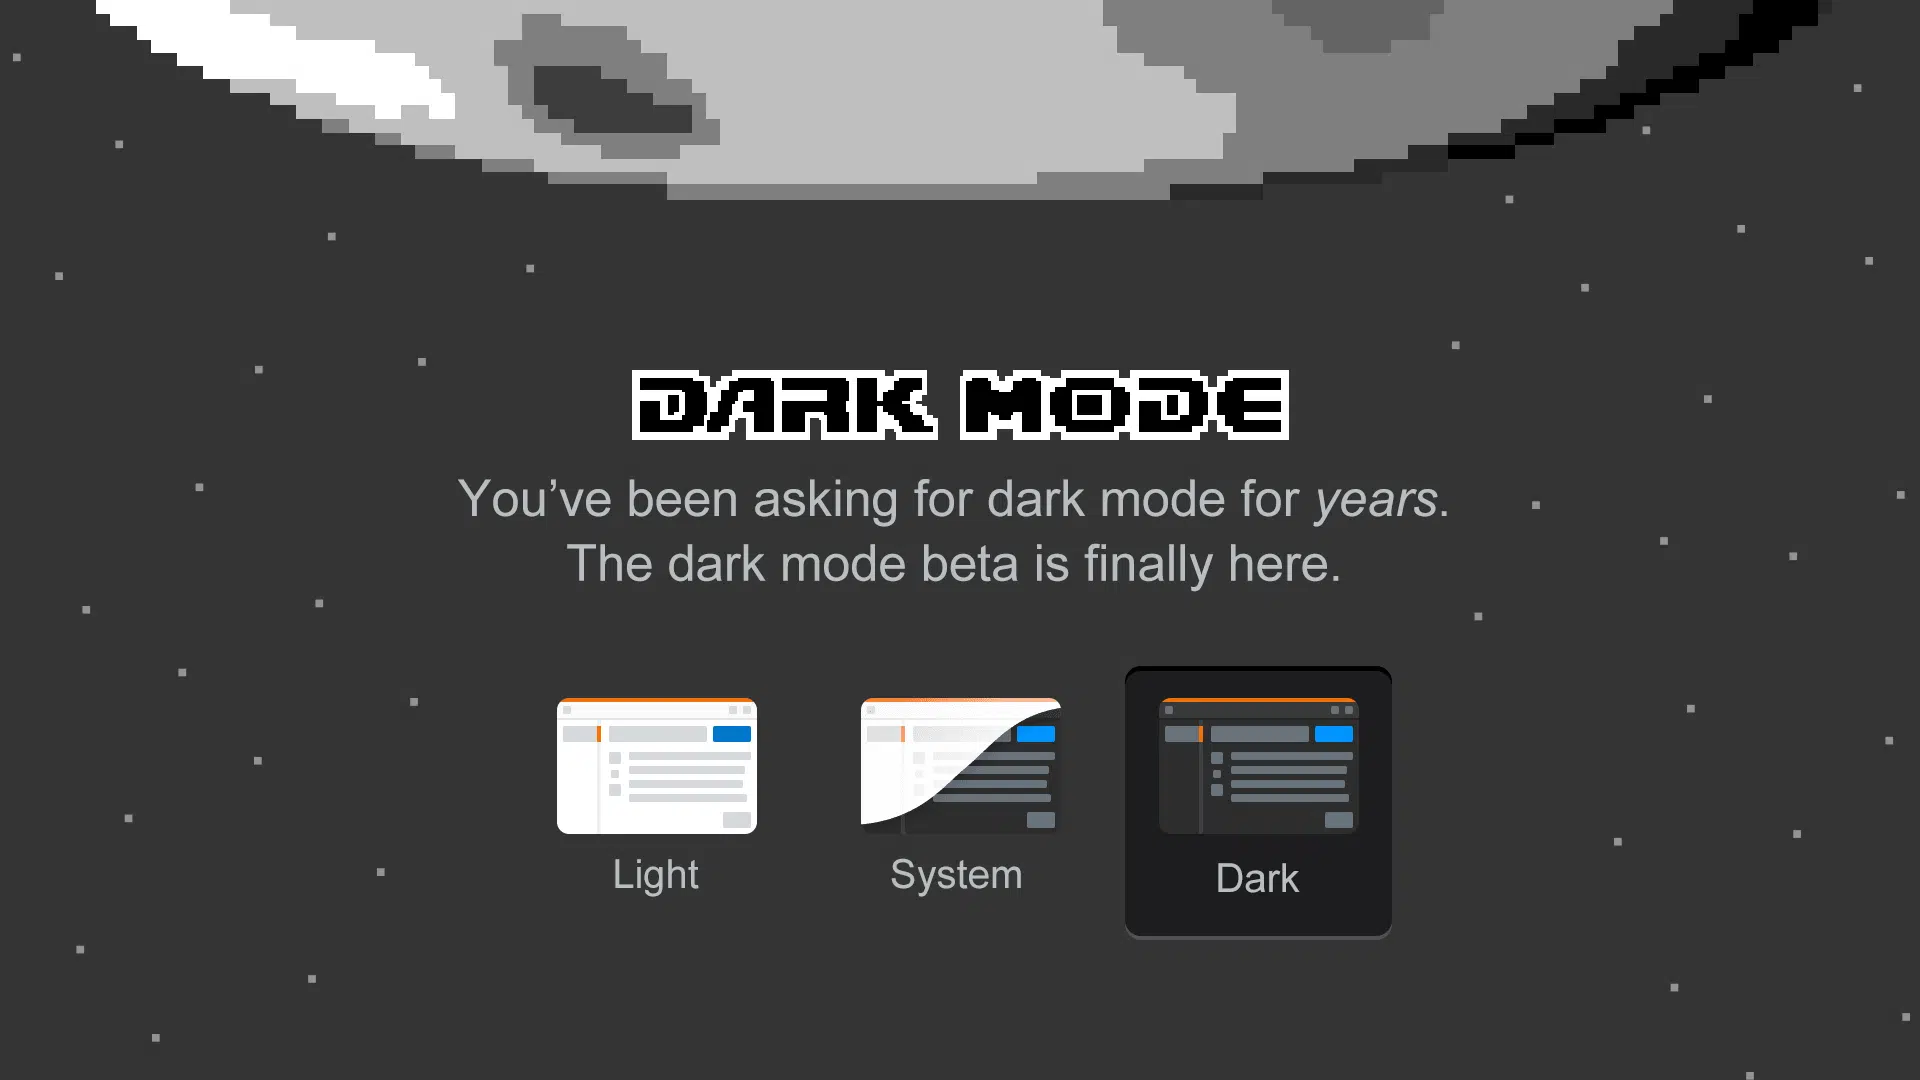 DARK MODE
You’ve been asking for dark mode for years.
The dark mode beta is finally here.
Light
System
Dark